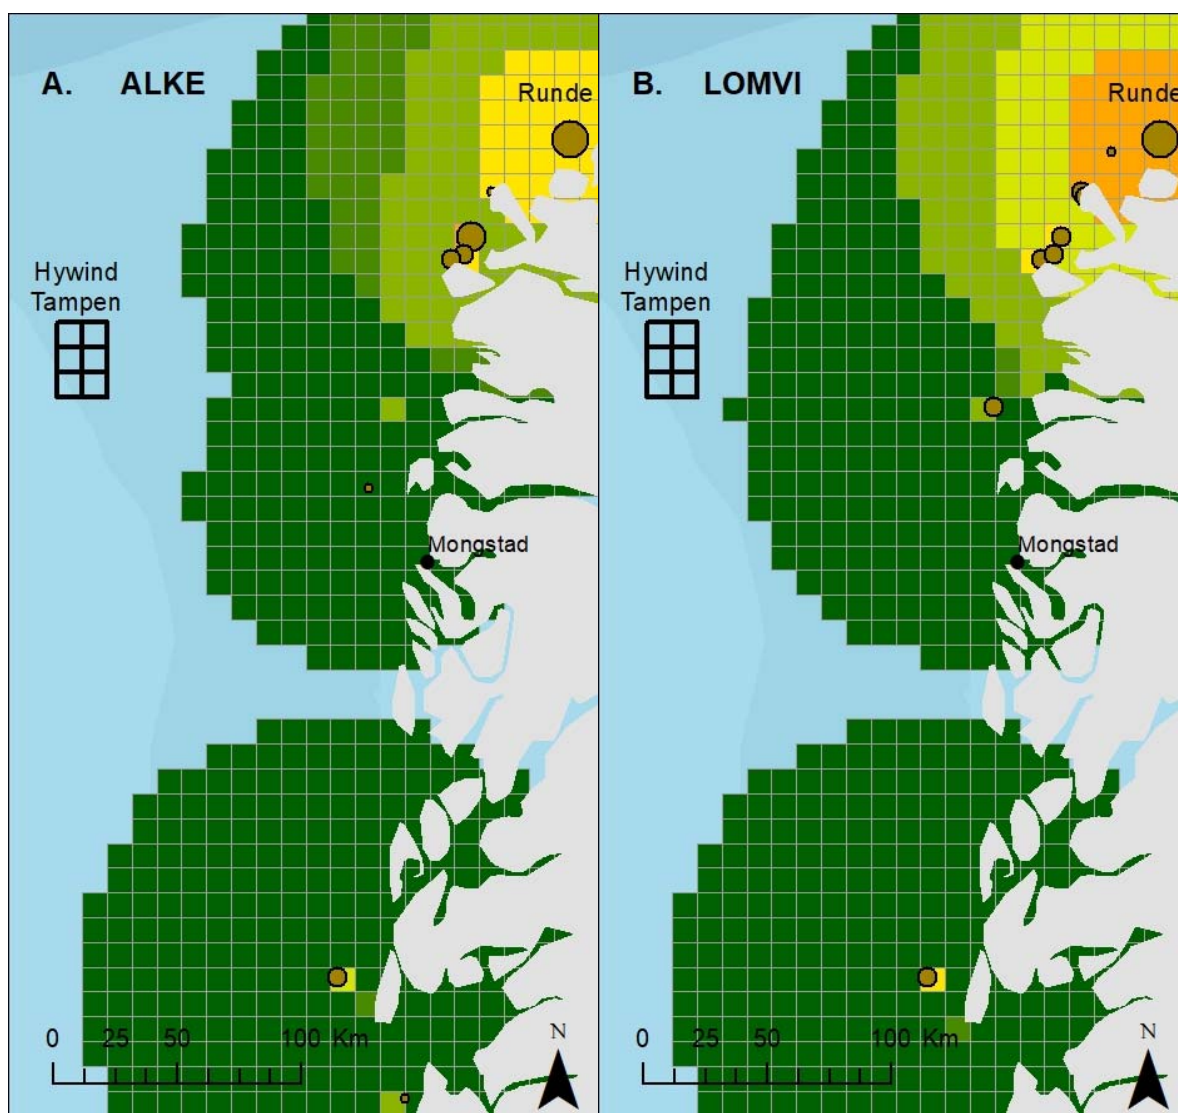 A. ALKE
Runde
Hywind
Tampen
Mongstad
0 25 50 100 Km
N
B. LOMVI
Runde
Hywind
Tampen
Mongstad
0 25 50 100 Km
N